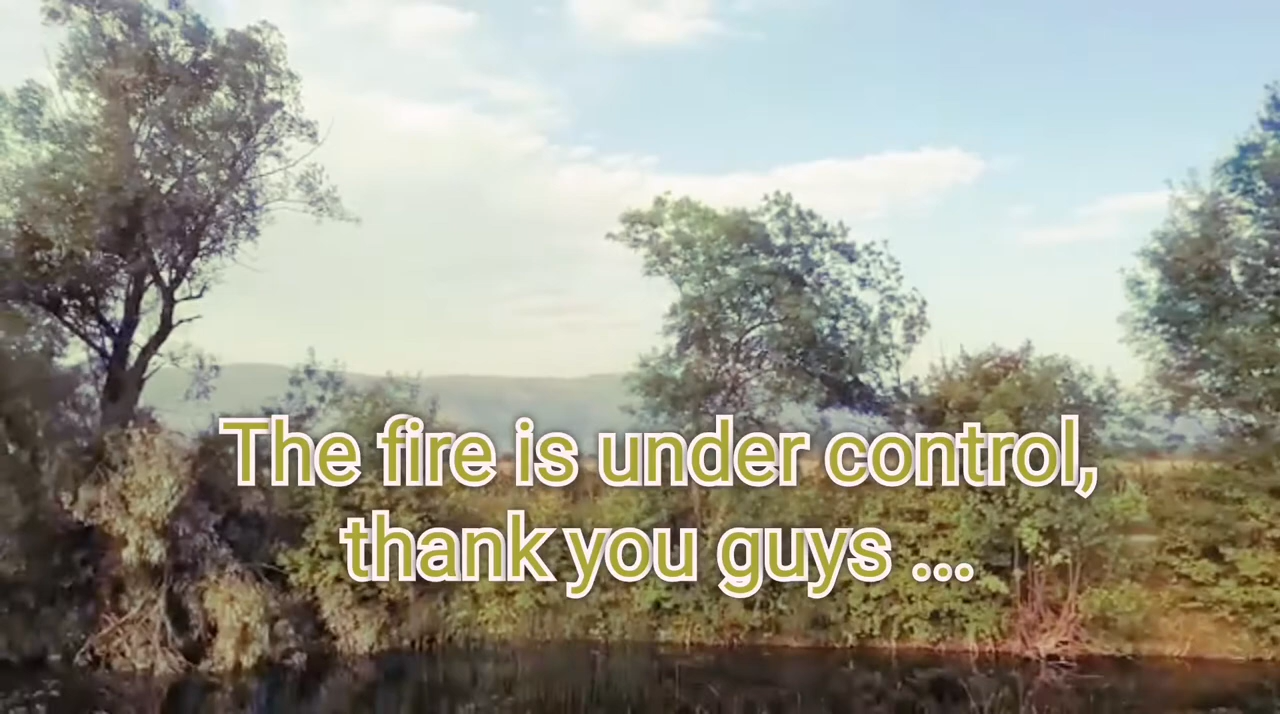 The fire is under control,
thank you guys ...